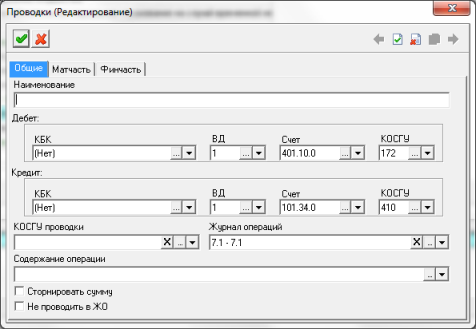 Проводки (Редактирование)
Общие Матчасть Финчасть
Наименование
Дебет:
КБК ВД Счет КОСГУ
(Нет) ... 1 ... 401.10.0 ... 172 ...
Кредит:
КБК ВД Счет КОСГУ
(Нет) ... 1 ... 101.34.0 ... 410 ...
КОСГУ проводки Журнал операций
X ... 7.1 - 7.1 X ...
Содержание операции
...
Сторнировать сумму
Не проводить в ЖО